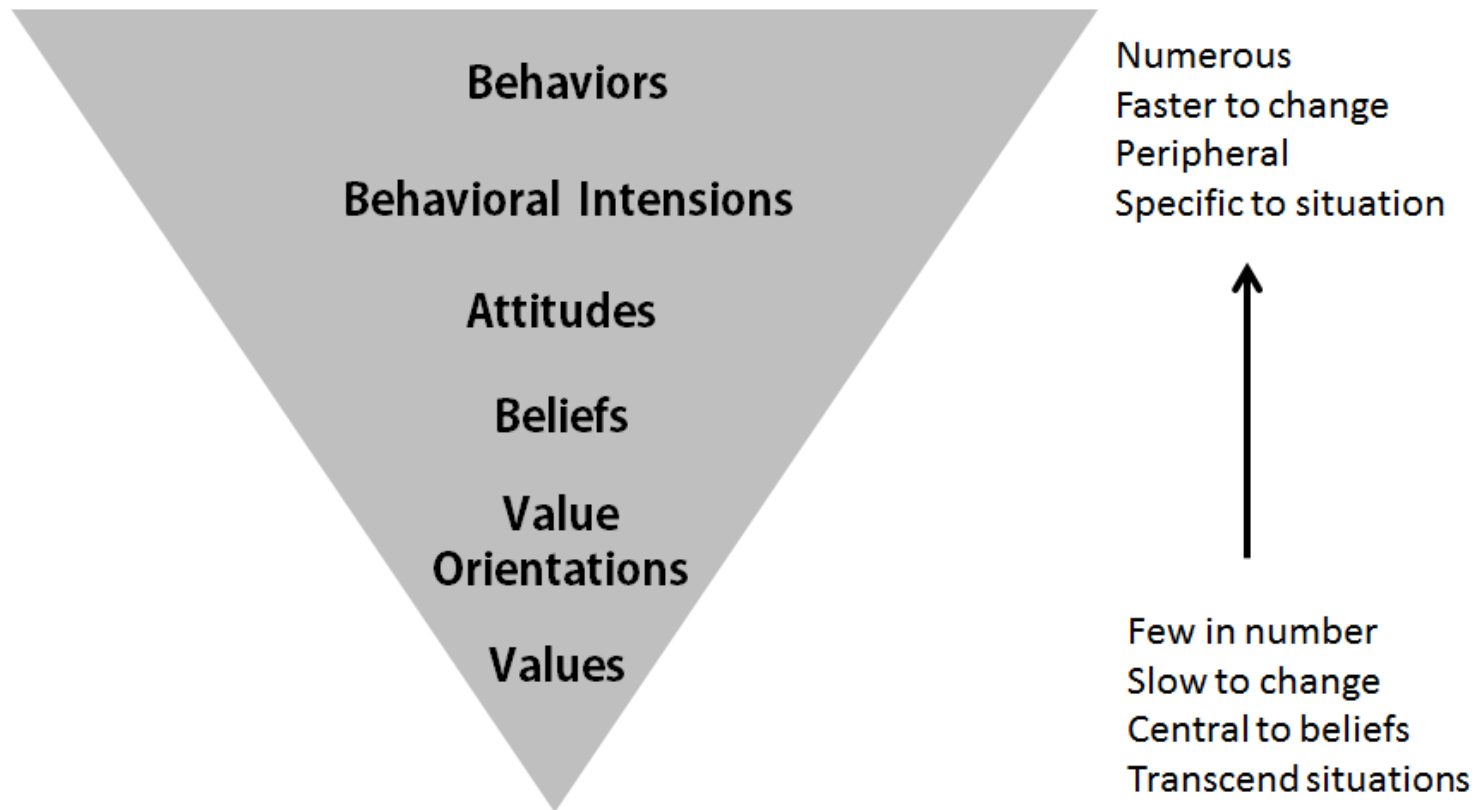 Behaviors
Behavioral Intensions
Attitudes
Beliefs
Value
Orientations
Values
Numerous
Faster to change
Peripheral
Specific to situation
Few in number
Slow to change
Central to beliefs
Transcend situations